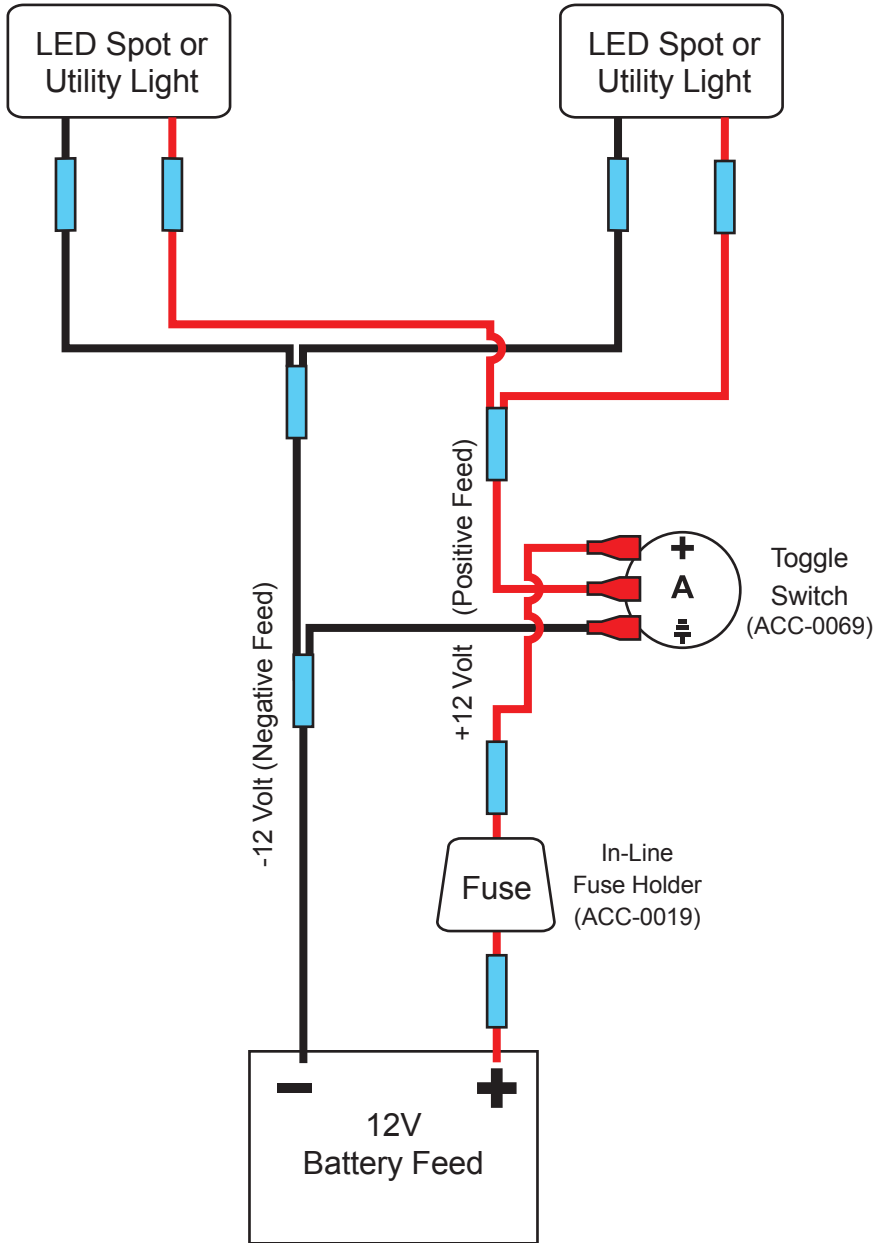 LED Spot or
Utility Light
LED Spot or
Utility Light
-12 Volt (Negative Feed)
+12 Volt (Positive Feed)
+
A
Toggle
Switch
(ACC-0069)
Fuse
In-Line
Fuse Holder
(ACC-0019)
− +
12V
Battery Feed